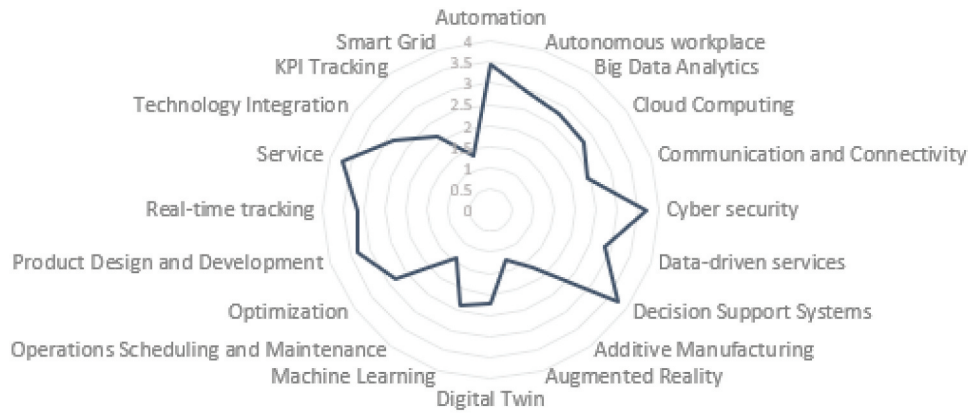 Automation
Smart Grid
Autonomous workplace
KPI Tracking
Big Data Analytics
Technology Integration
Cloud Computing
Service
Communication and Connectivity
Real-time tracking
Cyber security
Product Design and Development
Data-driven services
Optimization
Decision Support Systems
Operations Scheduling and Maintenance
Additive Manufacturing
Machine Learning
Augmented Reality
Digital Twin
4
3.5
3
2.5
2
1.5
1
0.5
0